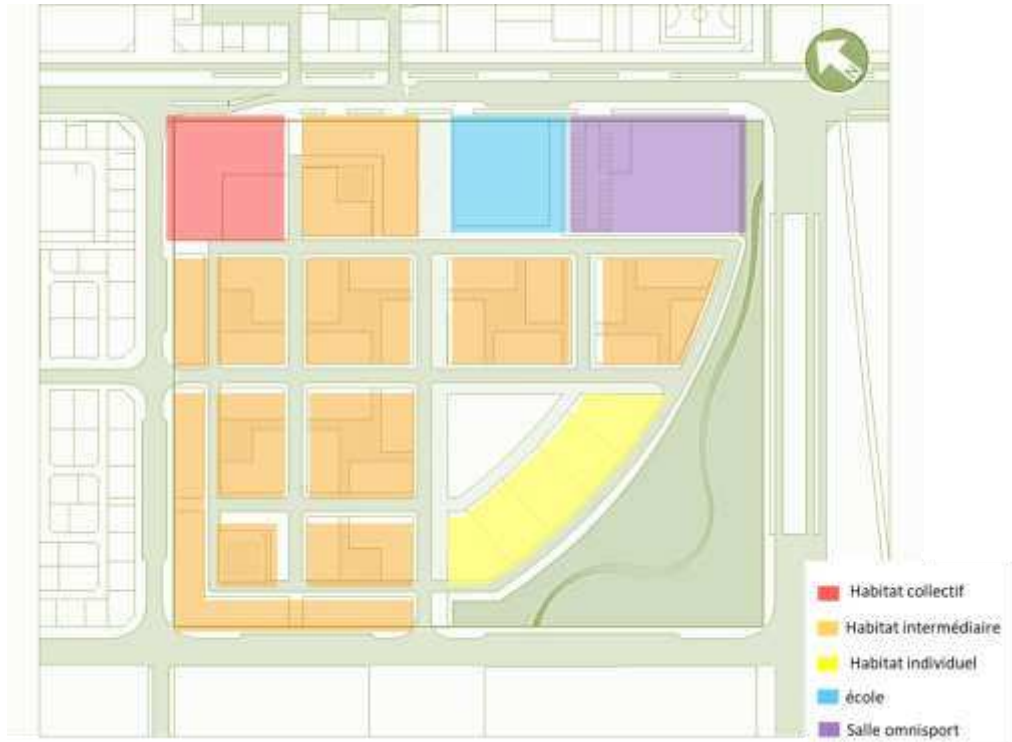 N
Habitat collectif
Habitat intermédiaire
Habitat individuel
école
Salle omnisport